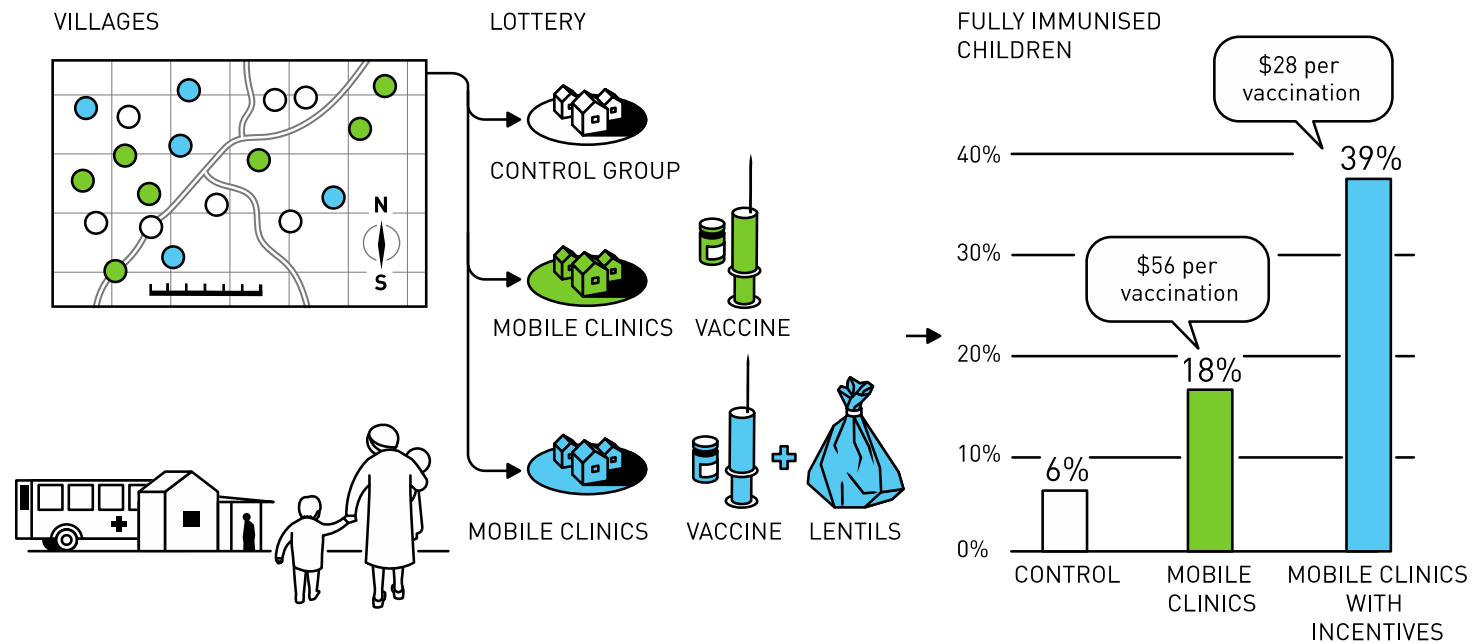 VILLAGES
N
S
LOTTERY
CONTROL GROUP
MOBILE CLINICS
VACCINE
MOBILE CLINICS
VACCINE
LENTILS
FULLY IMMUNISED
CHILDREN
$28 per
vaccination
40%
39%
30%
$56 per
vaccination
20%
18%
10%
6%
0%
CONTROL
MOBILE
CLINICS
MOBILE CLINICS
WITH
INCENTIVES